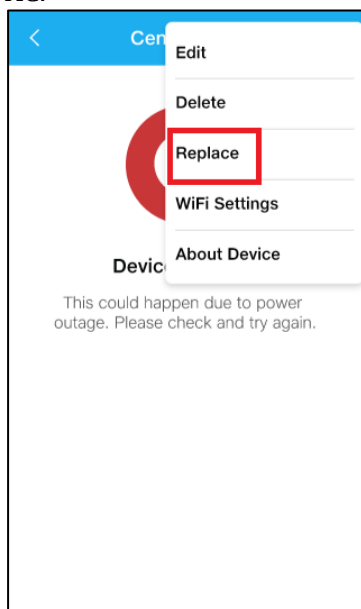 Cen
Edit
Delete
Replace
WiFi Settings
About Device
Devic
This could happen due to power
outage. Please check and try again.